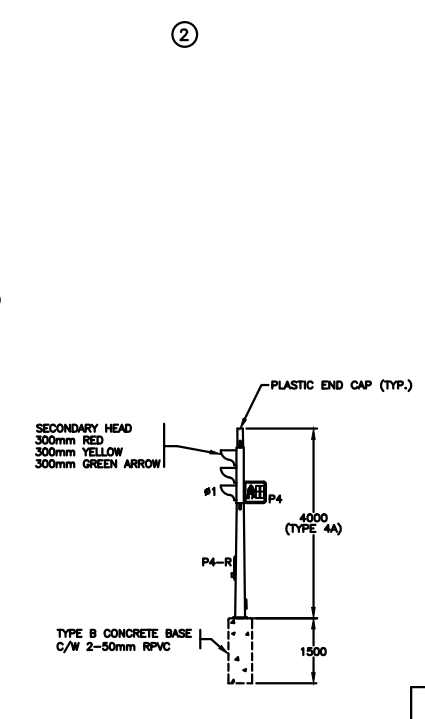 2
PLASTIC END CAP (TYP.)
SECONDARY HEAD
300mm RED
300mm YELLOW
300mm GREEN ARROW
ø1
P4
4000
(TYPE 4A)
P4-R
TYPE B CONCRETE BASE
C/W 2-50mm RPVC
1500